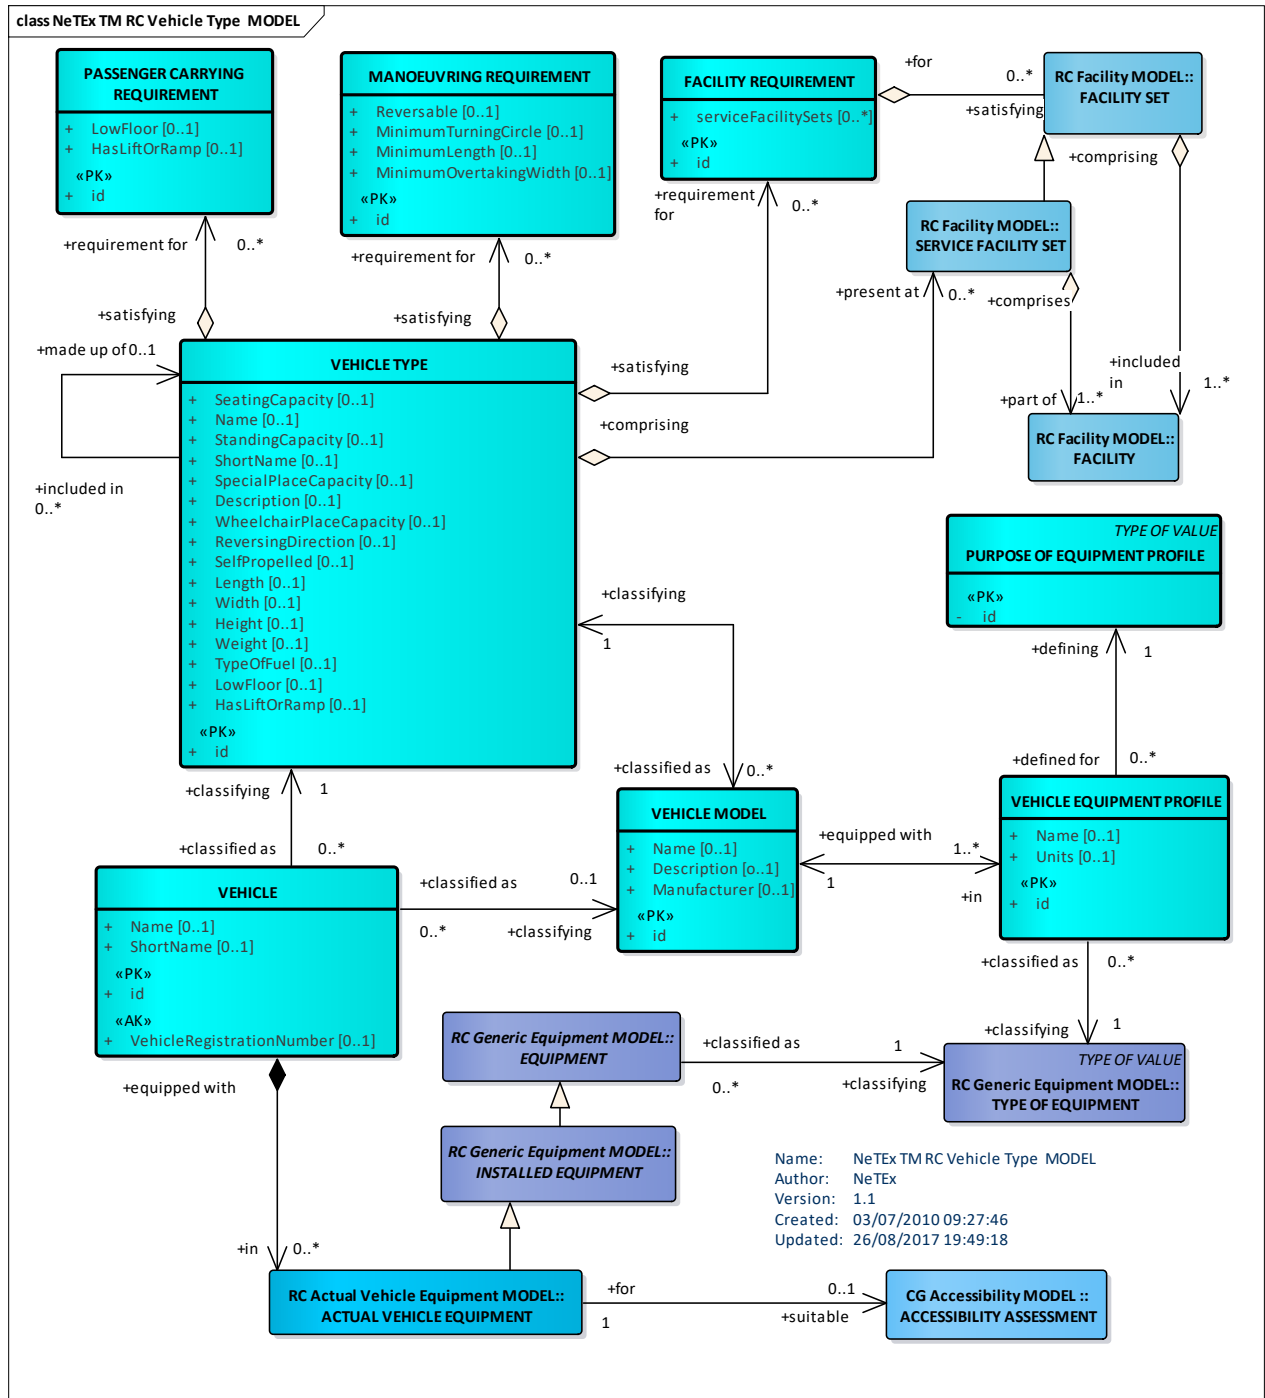 class NeTEx TM RC Vehicle Type MODEL
PASSENGER CARRYING
REQUIREMENT
+ LowFloor [0..1]
+ HasLiftOrRamp [0..1]
«PK»
+ id
MANOEUVRING REQUIREMENT
+ Reversable [0..1]
+ MinimumTurningCircle [0..1]
+ MinimumLength [0..1]
+ MinimumOvertakingWidth [0..1]
«PK»
+ id
FACILITY REQUIREMENT
+ serviceFacilitySets [0..*]
«PK»
+ id
+for
0..*
+satisfying
RC Facility MODEL::
FACILITY SET
+comprising
+requirement for
0..*
+requirement for
0..*
+requirement
for
0..*
RC Facility MODEL::
SERVICE FACILITY SET
+present at
0..*
+comprises
+satisfying
+satisfying
+made up of 0..1
+included in
0..*
+satisfying
+comprising
+included
in
1..*
+part of
1..*
RC Facility MODEL::
FACILITY
VEHICLE TYPE
+ SeatingCapacity [0..1]
+ Name [0..1]
+ StandingCapacity [0..1]
+ ShortName [0..1]
+ SpecialPlaceCapacity [0..1]
+ Description [0..1]
+ WheelchairPlaceCapacity [0..1]
+ ReversingDirection [0..1]
+ SelfPropelled [0..1]
+ Length [0..1]
+ Width [0..1]
+ Height [0..1]
+ Weight [0..1]
+ TypeOfFuel [0..1]
+ LowFloor [0..1]
+ HasLiftOrRamp [0..1]
«PK»
+ id
TYPE OF VALUE
PURPOSE OF EQUIPMENT PROFILE
«PK»
- id
+classifying
1
+defining
1
+classified as
0..*
+defined for
0..*
+classifying
1
+classified as
0..*
VEHICLE MODEL
+ Name [0..1]
+ Description [o..1]
+ Manufacturer [0..1]
«PK»
+ id
+equipped with
1..*
1
+in
VEHICLE EQUIPMENT PROFILE
+ Name [0..1]
+ Units [0..1]
«PK»
+ id
VEHICLE
+ Name [0..1]
+ ShortName [0..1]
«PK»
+ id
«AK»
+ VehicleRegistrationNumber [0..1]
+classified as
0..1
0..*
+classifying
+classified as
0..*
+classifying
1
RC Generic Equipment MODEL::
EQUIPMENT
+classified as
1
0..*
+classifying
TYPE OF VALUE
RC Generic Equipment MODEL::
TYPE OF EQUIPMENT
+equipped with
RC Generic Equipment MODEL::
INSTALLED EQUIPMENT
Name: NeTEx TM RC Vehicle Type MODEL
Author: NeTEx
Version: 1.1
Created: 03/07/2010 09:27:46
Updated: 26/08/2017 19:49:18
+in
0..*
RC Actual Vehicle Equipment MODEL::
ACTUAL VEHICLE EQUIPMENT
+for
0..1
1
+suitable
CG Accessibility MODEL ::
ACCESSIBILITY ASSESSMENT